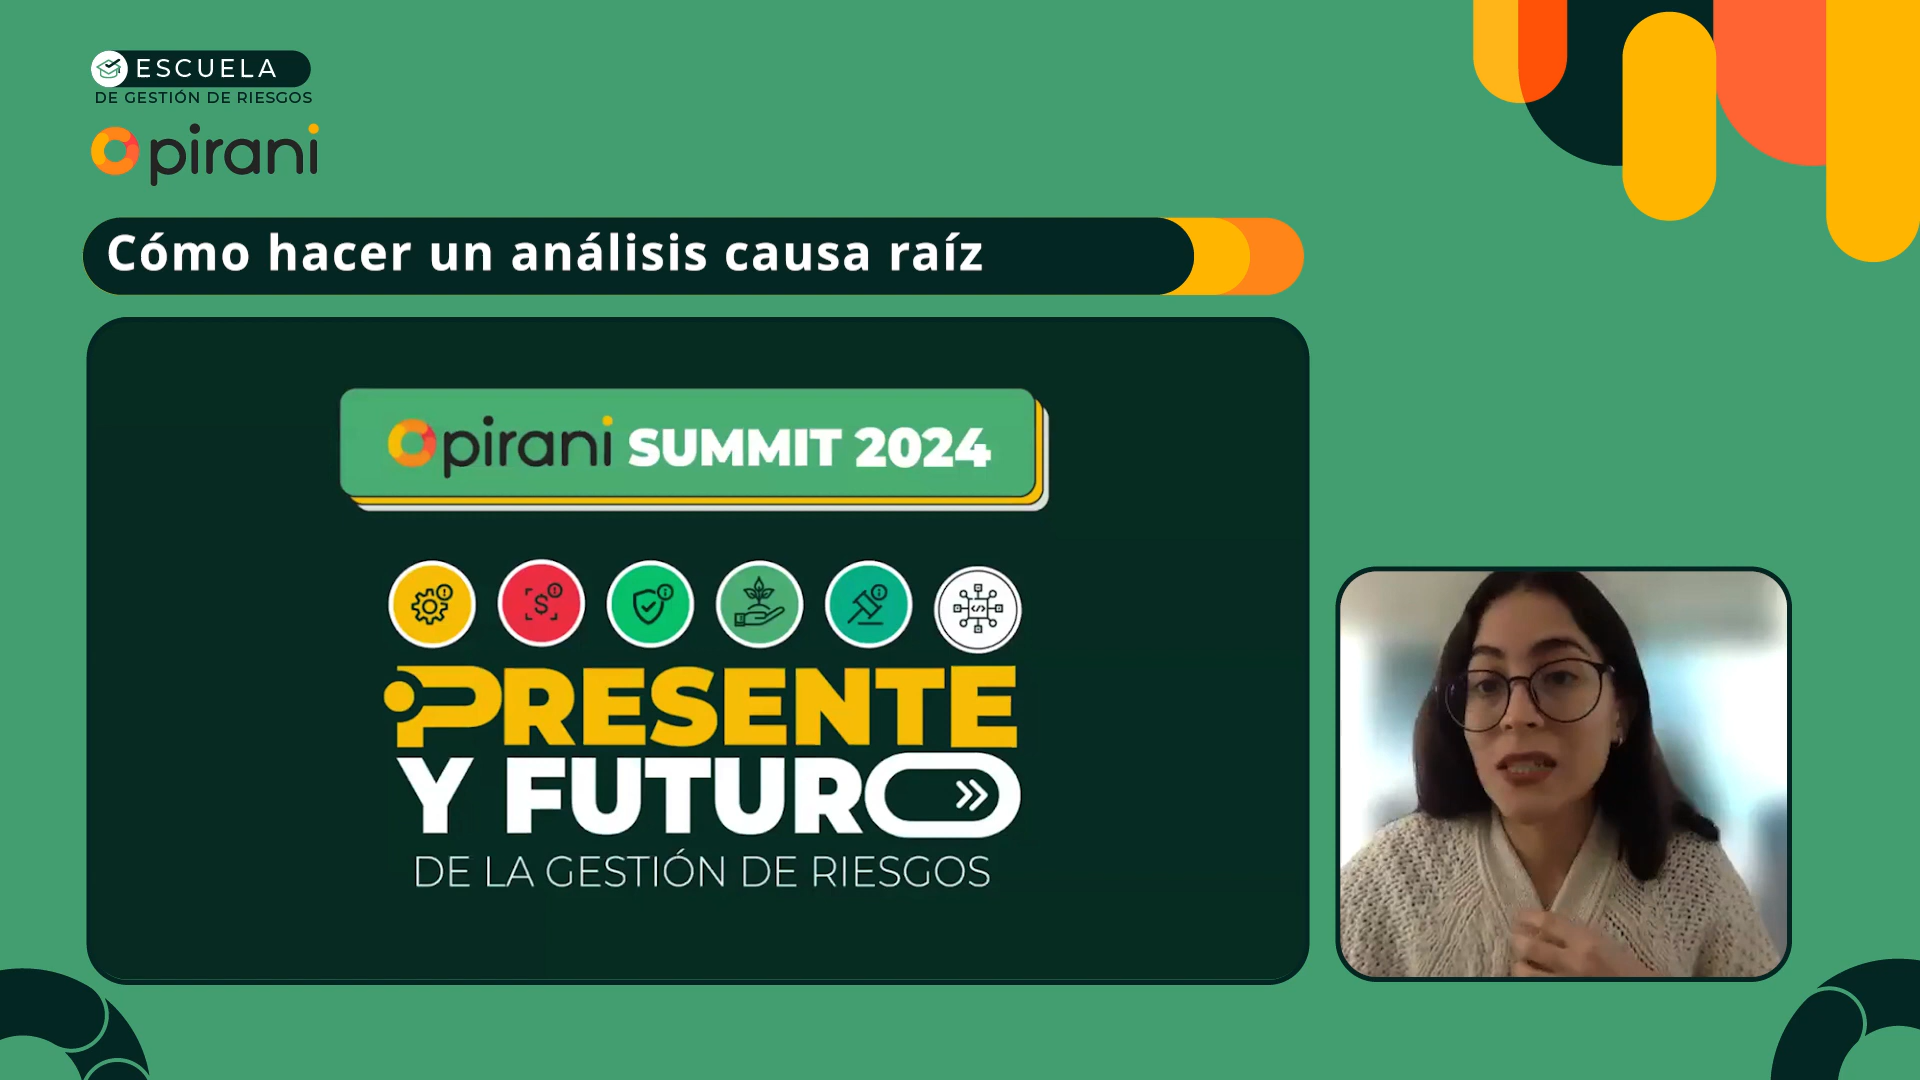 ESCUELA
DE GESTIÓN DE RIESGOS
pirani
Cómo hacer un análisis causa raíz
pirani SUMMIT 2024
PRESENTE
Y FUTURO
DE LA GESTIÓN DE RIESGOS